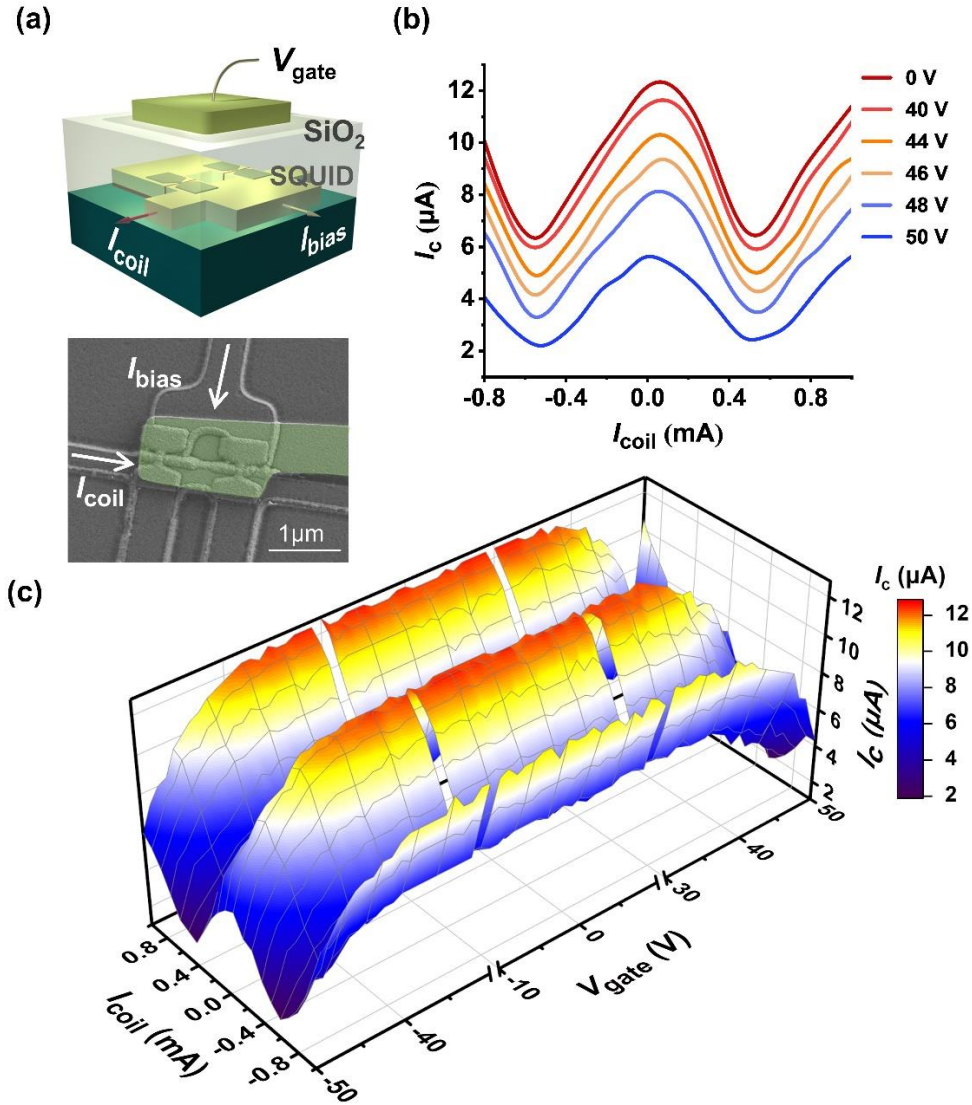 (a)
V_gate
SiO₂
SQUID
I_coil
I_bias
I_bias
I_coil
1μm
(b)
12
10
8
6
4
2
I_c (μA)
-0.8
-0.4
0.0
0.4
0.8
I_coil (mA)
0 V
40 V
44 V
46 V
48 V
50 V
(c)
I_c (μA)
12
10
8
6
4
2
12
10
8
6
4
2
I_c (μA)
0.8
0.4
0.0
-0.4
-0.8
I_coil (mA)
-50
-40
-10
0
30
40
50
V_gate (V)